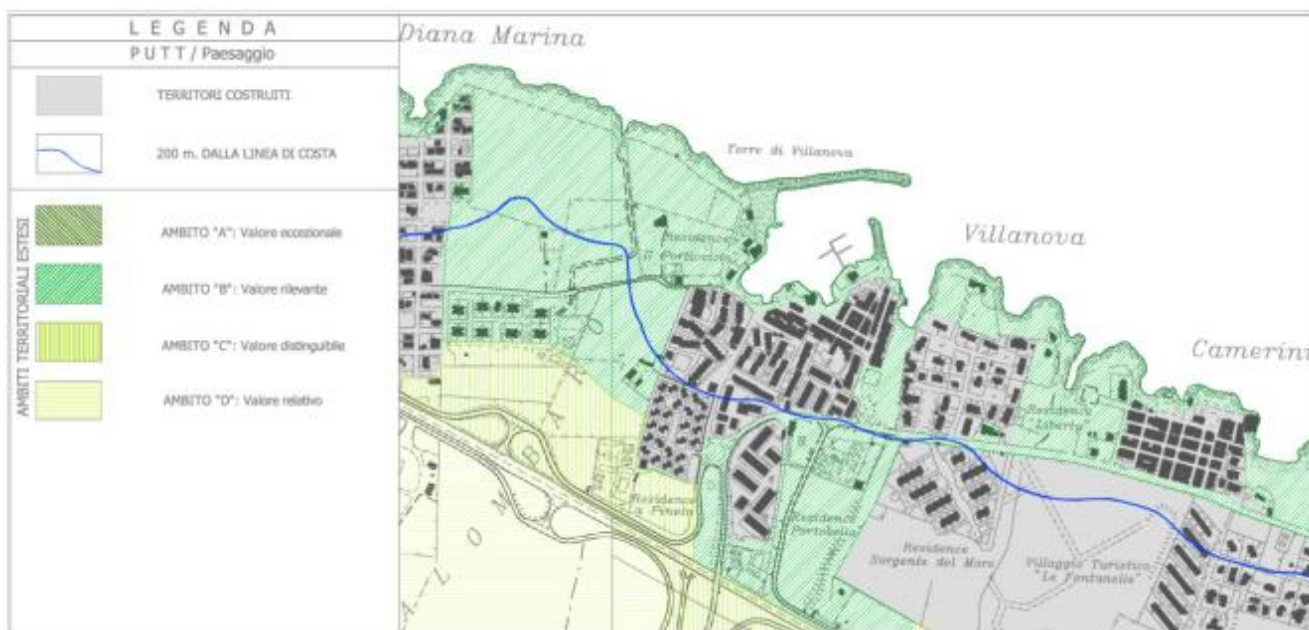 LEGENDA
PUTT/Paesaggio
TERRITORI COSTRUITI
200 m. DALLA LINEA DI COSTA
AMBITI TERRITORIALI ESTESI
AMBITO "A": Valore eccezionale
AMBITO "B": Valore rilevante
AMBITO "C": Valore distinguibile
AMBITO "D": Valore relativo
Diana Marina
Torre di Villanova
Villanova
Residence
Camerini
Residence
"Liberty"
Residence
La Pineta
Residence
Portobello
Residence
Sorgente del Mare
Villaggio Turistico
"Le Fontanelle"